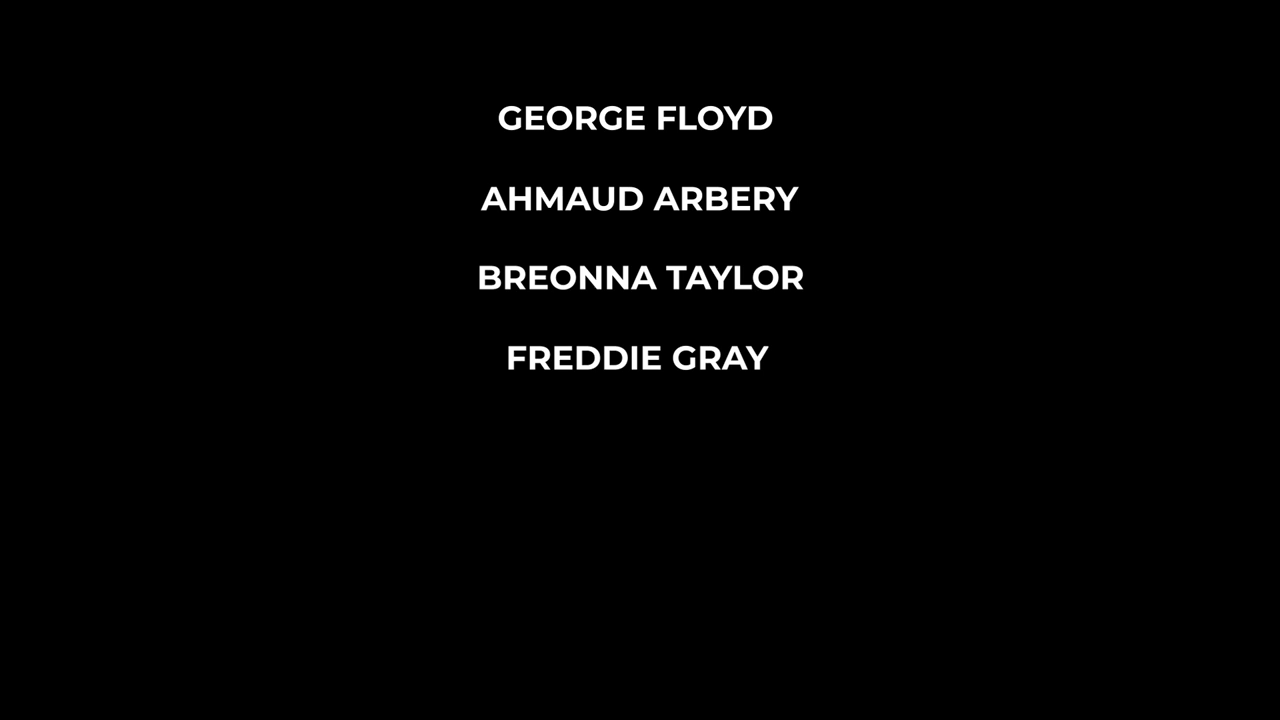 GEORGE FLOYD
AHMAUD ARBERY
BREONNA TAYLOR
FREDDIE GRAY